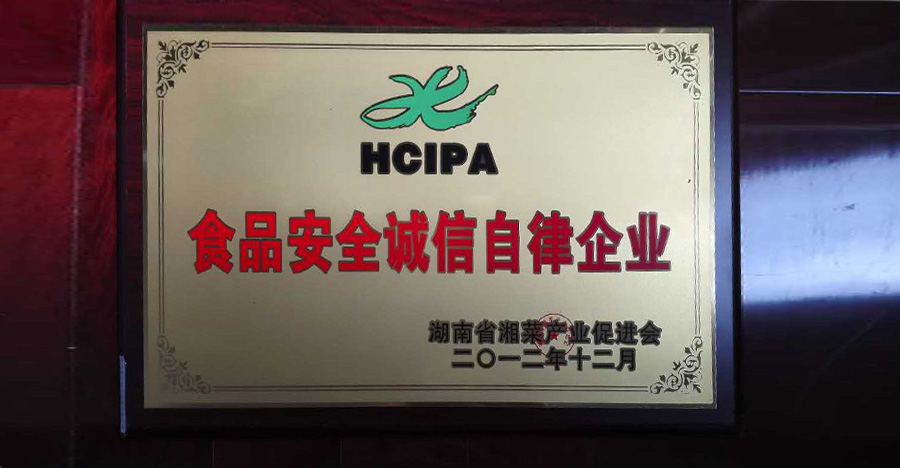 HCIPA
食品安全诚信自律企业
湖南省湘菜产业促进会
二〇一二年十二月